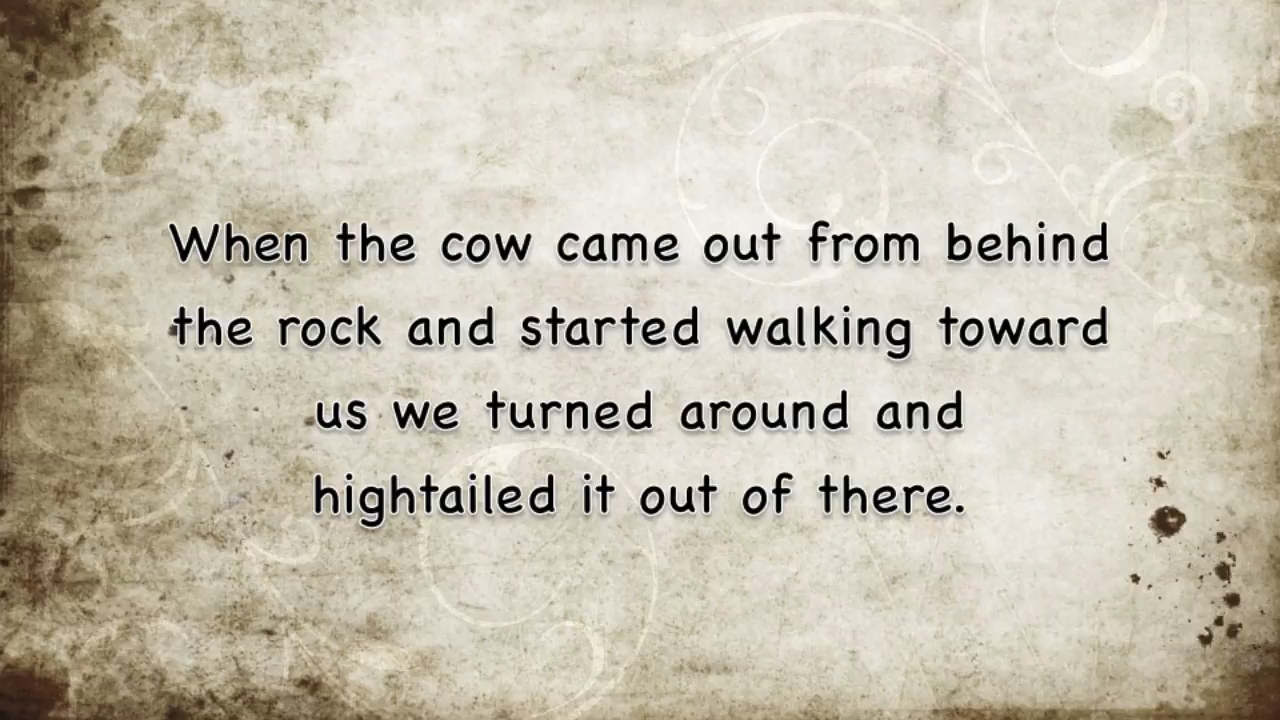 When the cow came out from behind
the rock and started walking toward
us we turned around and
hightailed it out of there.